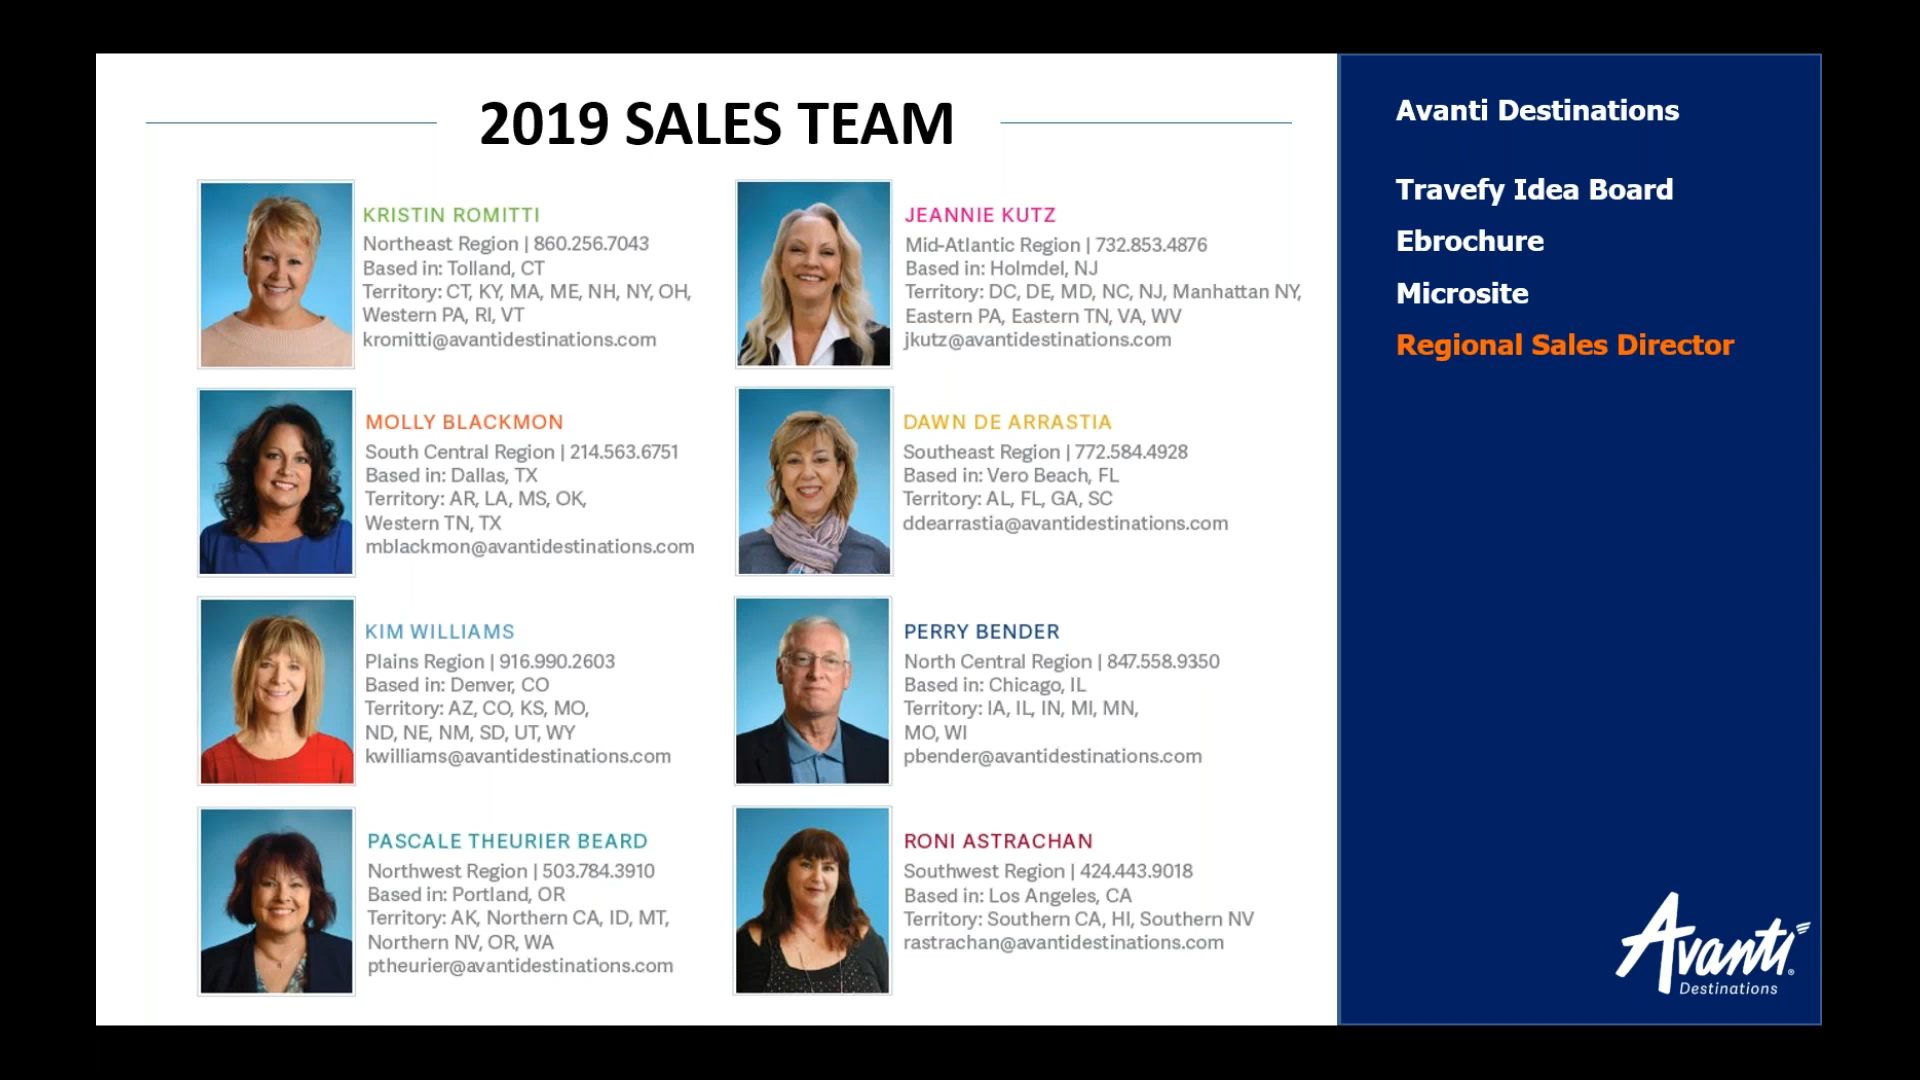 2019 SALES TEAM
KRISTIN ROMITTI
Northeast Region | 860.256.7043
Based in: Tolland, CT
Territory: CT, KY, MA, ME, NH, NY, OH,
Western PA, RI, VT
kromitti@avantidestinations.com
JEANNIE KUTZ
Mid-Atlantic Region | 732.853.4876
Based in: Holmdel, NJ
Territory: DC, DE, MD, NC, NJ, Manhattan NY,
Eastern PA, Eastern TN, VA, WV
jkutz@avantidestinations.com
MOLLY BLACKMON
South Central Region | 214.563.6751
Based in: Dallas, TX
Territory: AR, LA, MS, OK,
Western TN, TX
mblackmon@avantidestinations.com
DAWN DE ARRASTIA
Southeast Region | 772.584.4928
Based in: Vero Beach, FL
Territory: AL, FL, GA, SC
ddearrastia@avantidestinations.com
KIM WILLIAMS
Plains Region | 916.990.2603
Based in: Denver, CO
Territory: AZ, CO, KS, MO,
ND, NE, NM, SD, UT, WY
kwilliams@avantidestinations.com
PERRY BENDER
North Central Region | 847.558.9350
Based in: Chicago, IL
Territory: IA, IL, IN, MI, MN,
MO, WI
pbender@avantidestinations.com
PASCALE THEURIER BEARD
Northwest Region | 503.784.3910
Based in: Portland, OR
Territory: AK, Northern CA, ID, MT,
Northern NV, OR, WA
ptheurier@avantidestinations.com
RONI ASTRACHAN
Southwest Region | 424.443.9018
Based in: Los Angeles, CA
Territory: Southern CA, HI, Southern NV
rastrachan@avantidestinations.com
Avanti Destinations
Travefy Idea Board
Ebrochure
Microsite
Regional Sales Director
Avanti®
Destinations